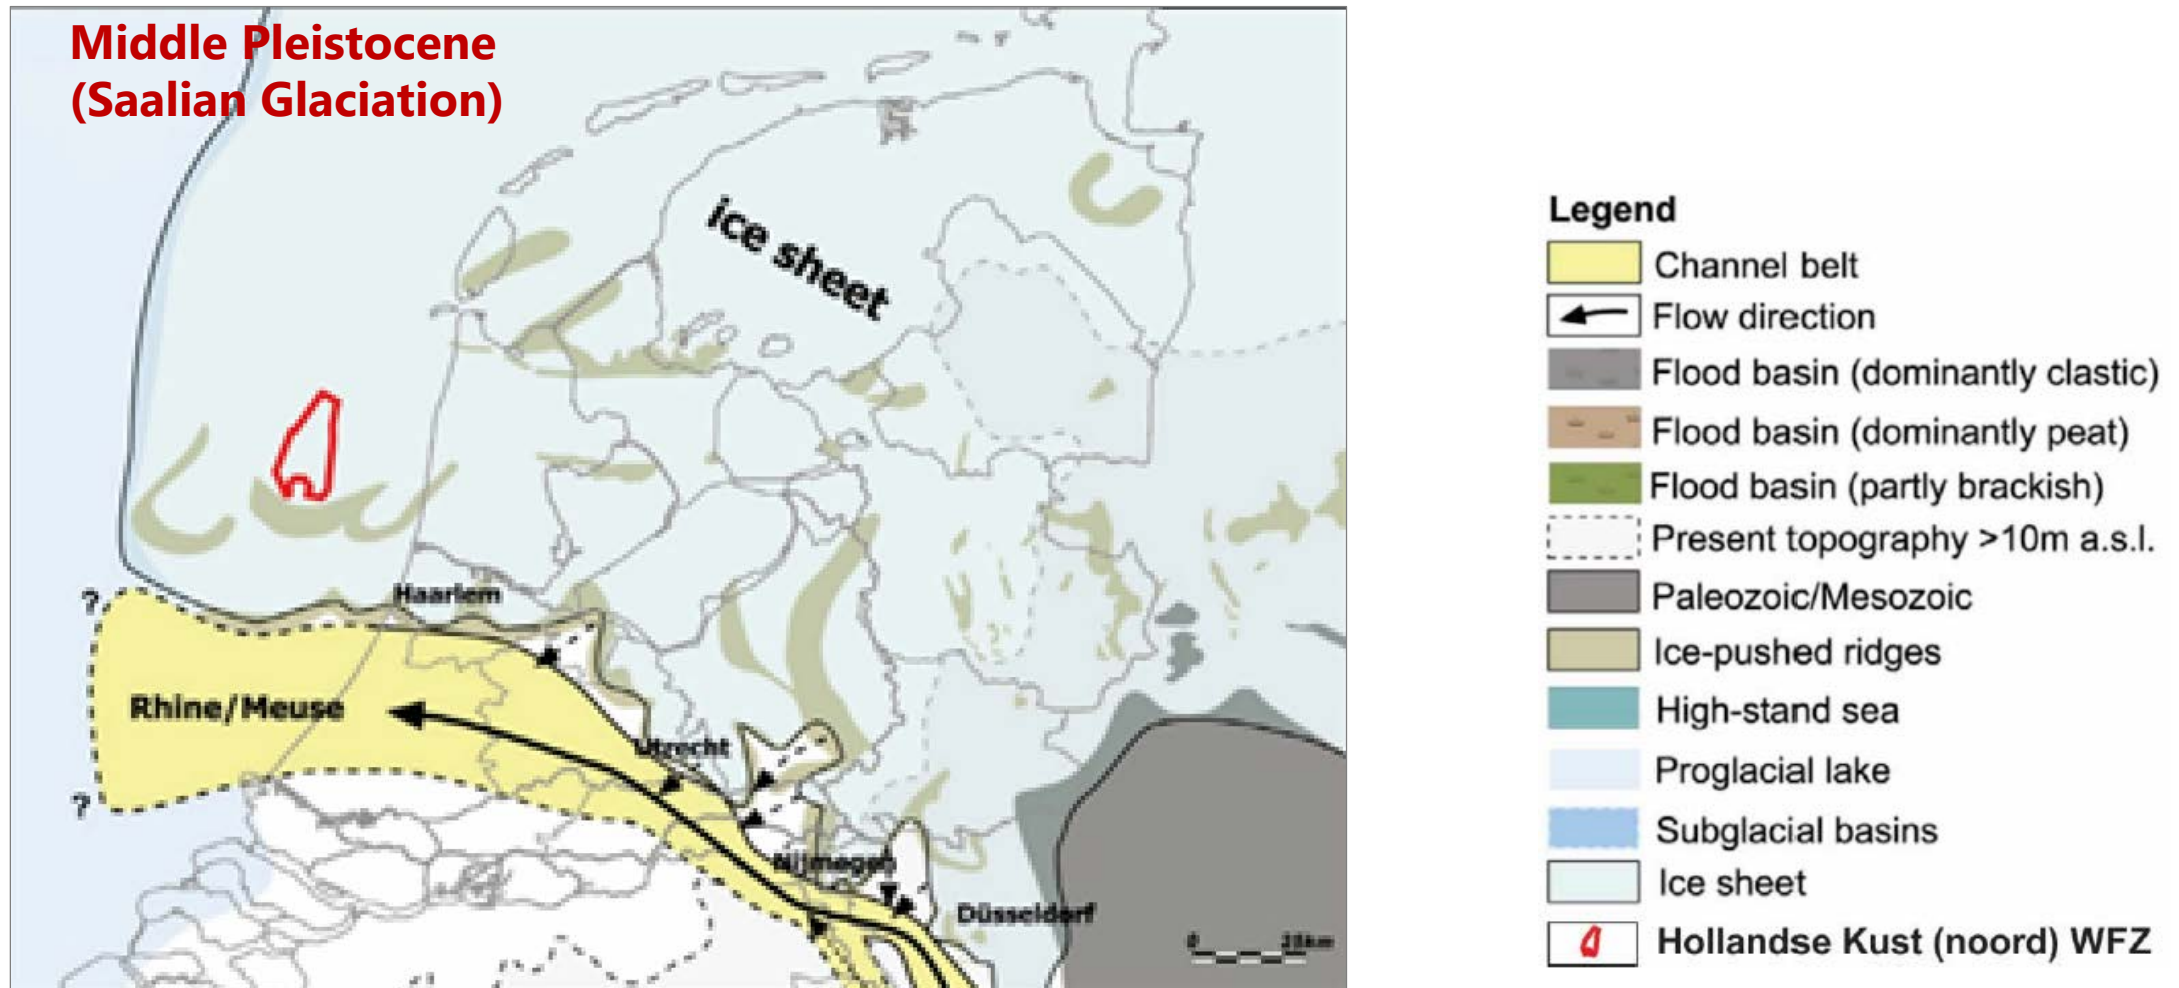 Middle Pleistocene
(Saalian Glaciation)
ice sheet
Haarlem
?
Rhine/Meuse
Utrecht
?
Nijmegen
Düsseldorf
0 25km
Legend
Channel belt
Flow direction
Flood basin (dominantly clastic)
Flood basin (dominantly peat)
Flood basin (partly brackish)
Present topography >10m a.s.l.
Paleozoic/Mesozoic
Ice-pushed ridges
High-stand sea
Proglacial lake
Subglacial basins
Ice sheet
Hollandse Kust (noord) WFZ